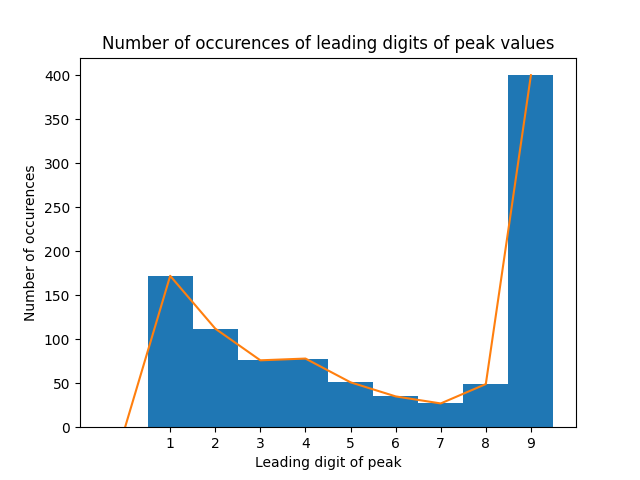 Number of occurences of leading digits of peak values
400
350
300
250
200
150
100
50
0
Number of occurences
1 2 3 4 5 6 7 8 9
Leading digit of peak